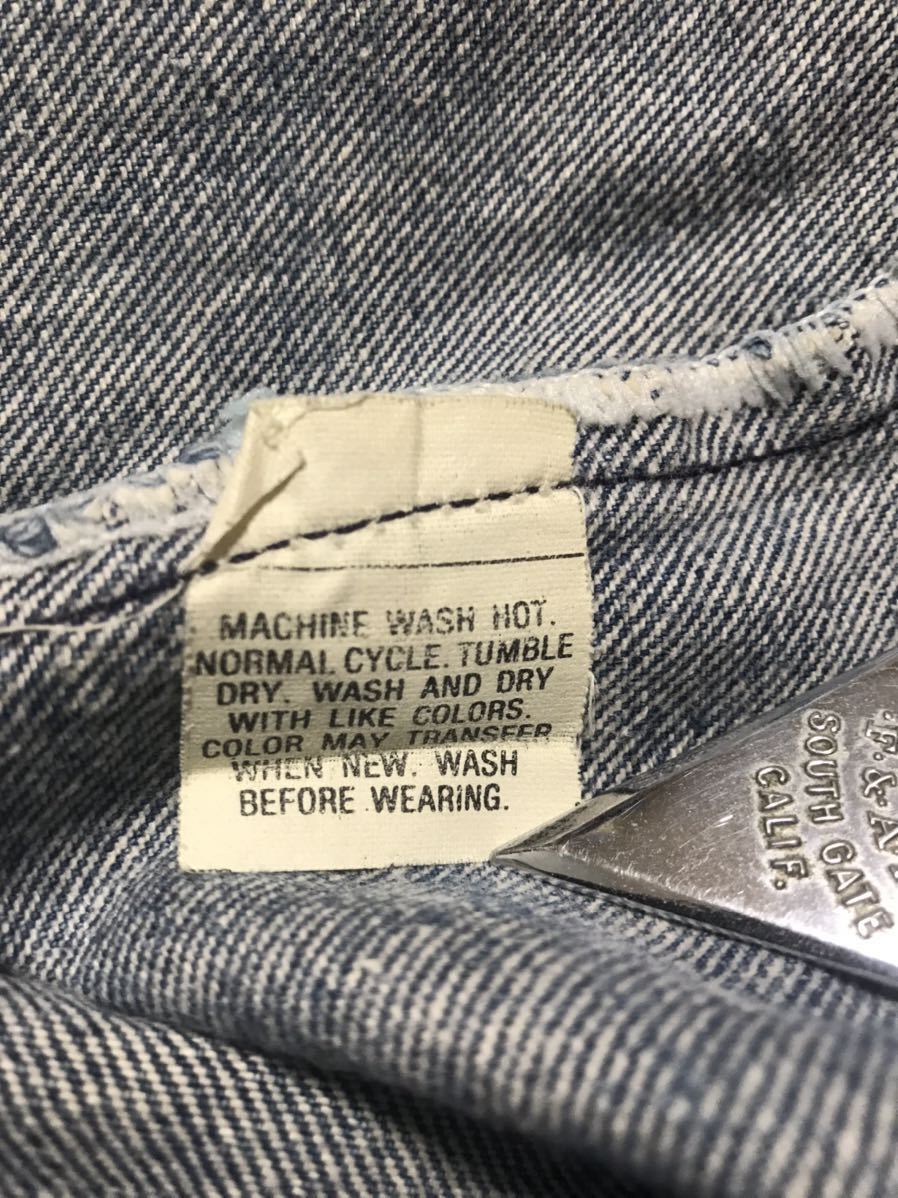 MACHINE WASH HOT.
NORMAL CYCLE. TUMBLE
DRY. WASH AND DRY
WITH LIKE COLORS.
COLOR MAY TRANSFER
WHEN NEW. WASH
BEFORE WEARING.
F. &
SOUTH GATE
CALIF.